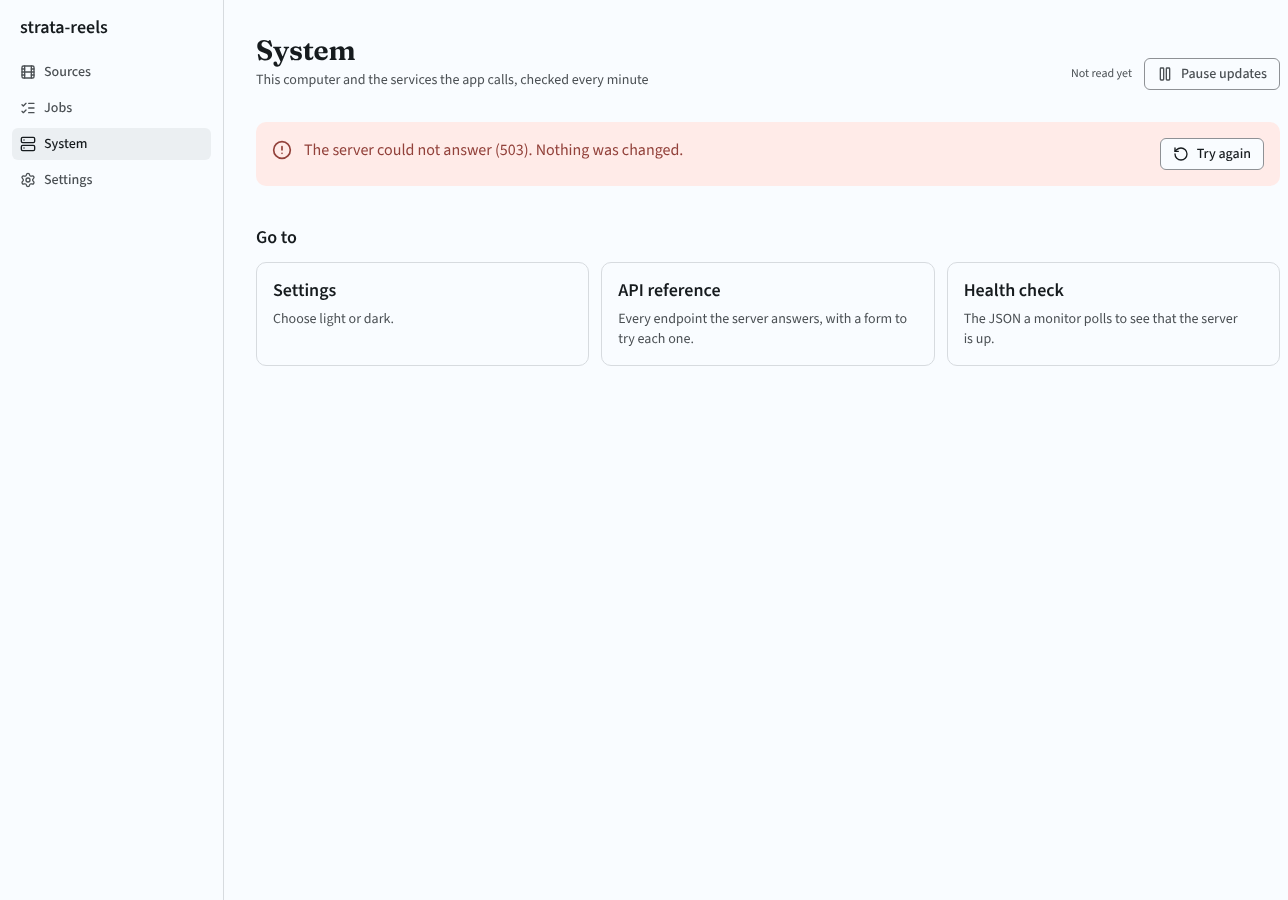 strata-reels
Sources
Jobs
System
Settings
System
This computer and the services the app calls, checked every minute
Not read yet
Pause updates
The server could not answer (503). Nothing was changed.
Try again
Go to
Settings
Choose light or dark.
API reference
Every endpoint the server answers, with a form to
try each one.
Health check
The JSON a monitor polls to see that the server
is up.